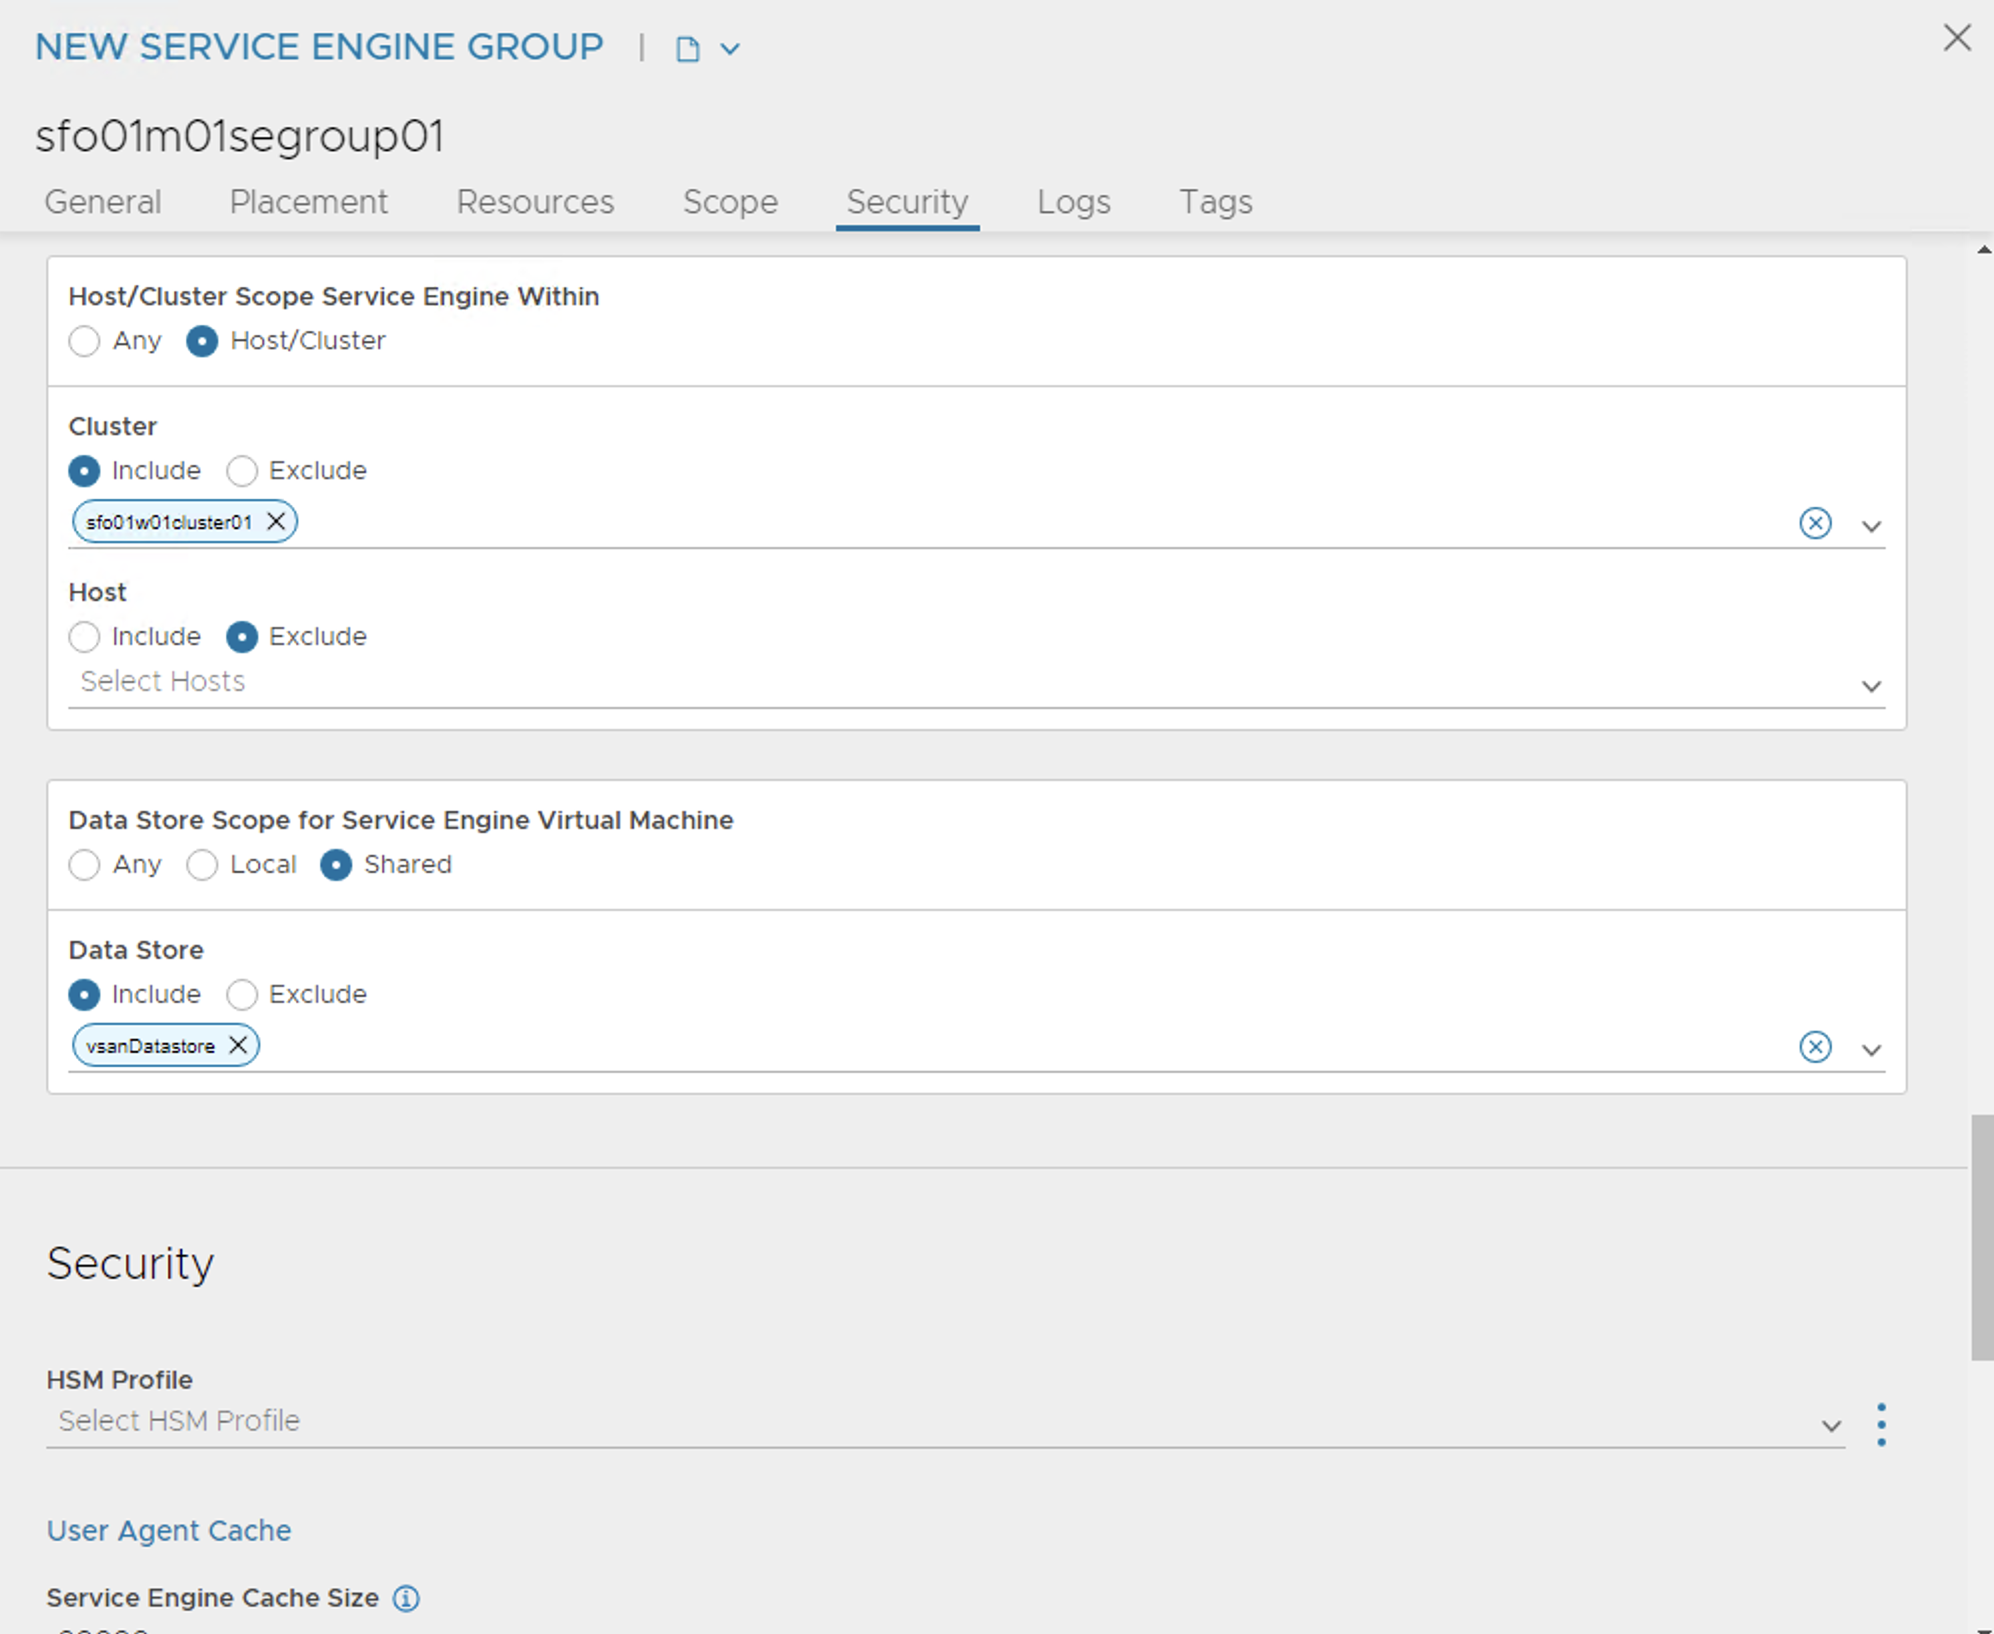 NEW SERVICE ENGINE GROUP |
sfo01m01segroup01
General Placement Resources Scope Security Logs Tags
Host/Cluster Scope Service Engine Within
Any Host/Cluster
Cluster
Include Exclude
sfo01w01cluster01
Host
Include Exclude
Select Hosts
Data Store Scope for Service Engine Virtual Machine
Any Local Shared
Data Store
Include Exclude
vsanDatastore
Security
HSM Profile
Select HSM Profile
User Agent Cache
Service Engine Cache Size